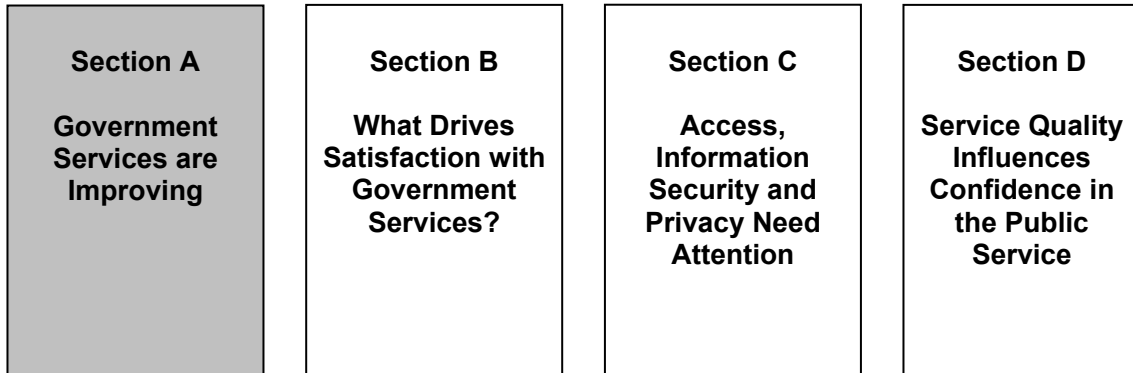 Section A
Government
Services are
Improving
Section B
What Drives
Satisfaction with
Government
Services?
Section C
Access,
Information
Security and
Privacy Need
Attention
Section D
Service Quality
Influences
Confidence in
the Public
Service